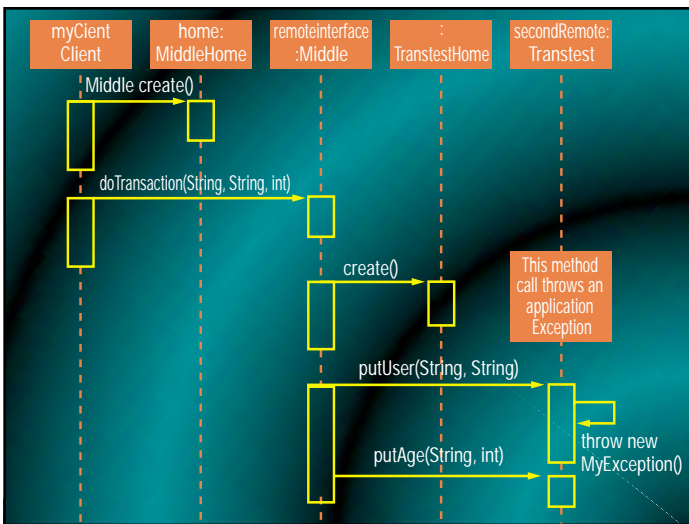 myCient
Client
home:
MiddleHome
remoteinterface
:Middle
:
TranstestHome
secondRemote:
Transtest
Middle create()
doTransaction(String, String, int)
create()
This method
call throws an
application
Exception
putUser(String, String)
throw new
MyException()
putAge(String, int)